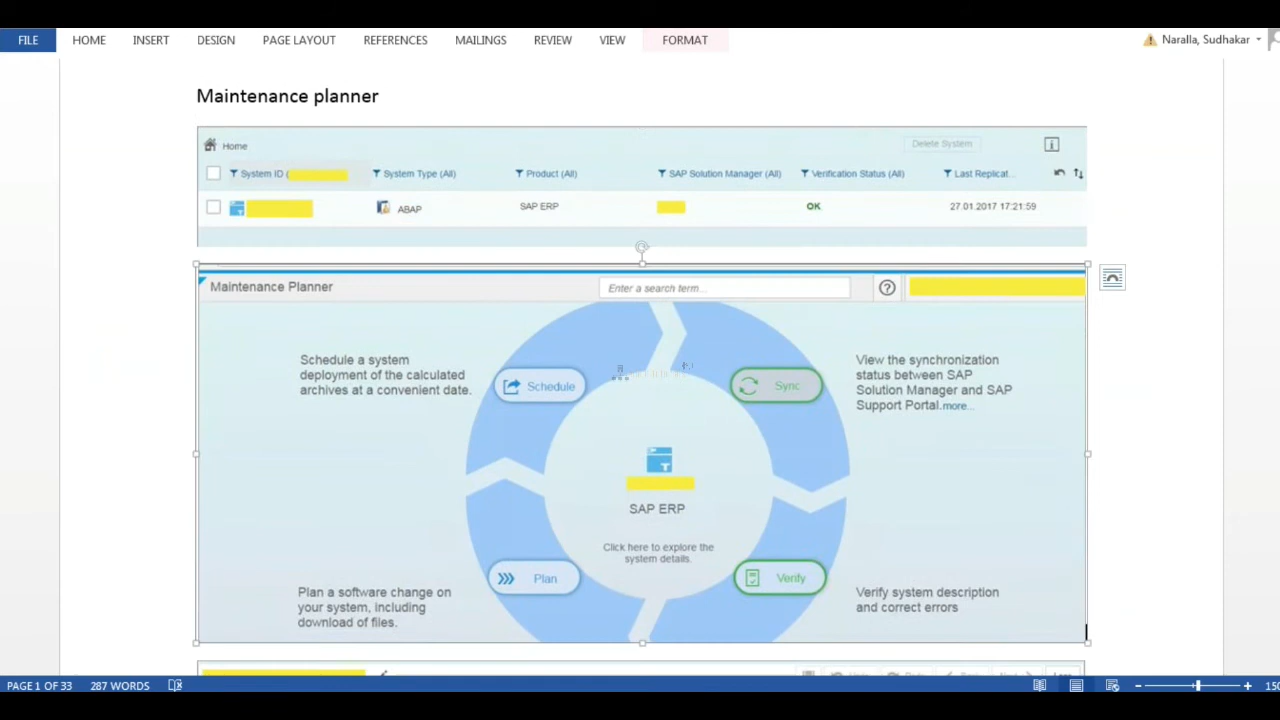 FILE HOME INSERT DESIGN PAGE LAYOUT REFERENCES MAILINGS REVIEW VIEW FORMAT Naralla, Sudhakar
Maintenance planner
Home Delete System
System ID ( System Type (All) Product (All) SAP Solution Manager (All) Verification Status (All) Last Replicat...
ABAP SAP ERP OK 27.01.2017 17:21:59
Maintenance Planner Enter a search term...
Schedule a system
deployment of the calculated
archives at a convenient date.
Schedule
Sync
View the synchronization
status between SAP
Solution Manager and SAP
Support Portal.more...
SAP ERP
Click here to explore the
system details.
Plan
Verify
Plan a software change on
your system, including
download of files.
Verify system description
and correct errors
PAGE 1 OF 33 287 WORDS 150